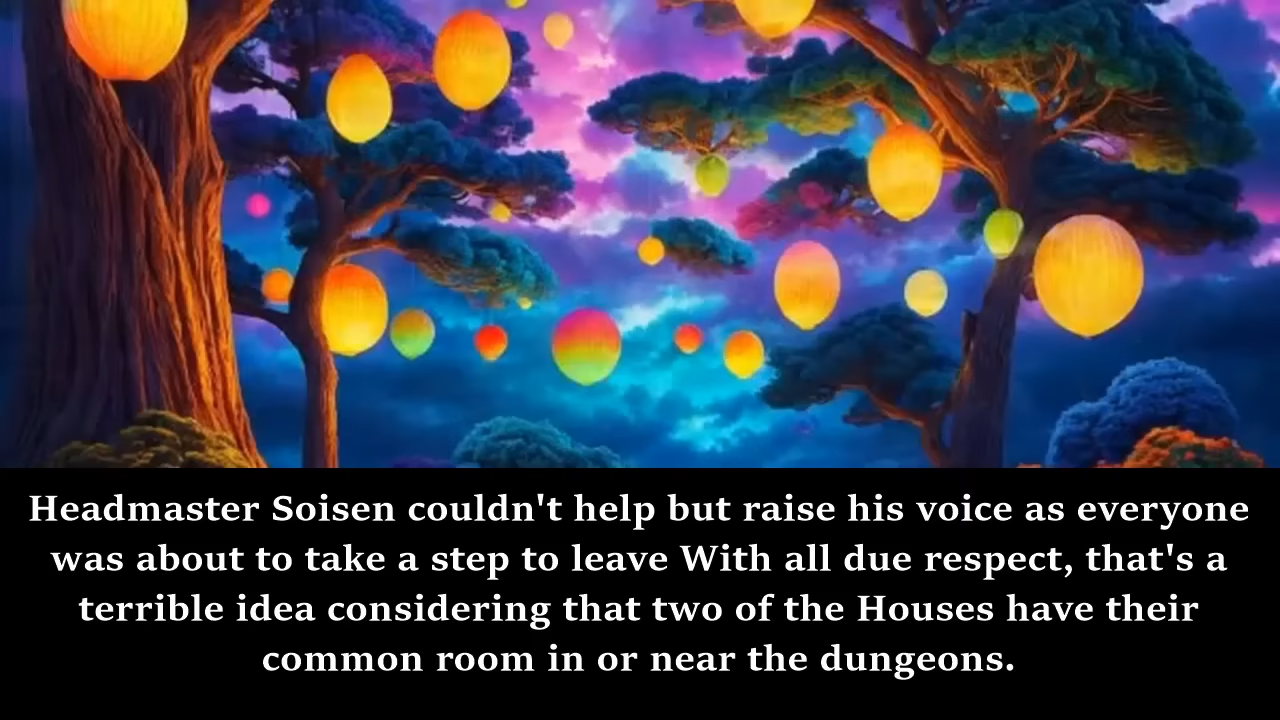 Headmaster Soisen couldn't help but raise his voice as everyone
was about to take a step to leave With all due respect, that's a
terrible idea considering that two of the Houses have their
common room in or near the dungeons.